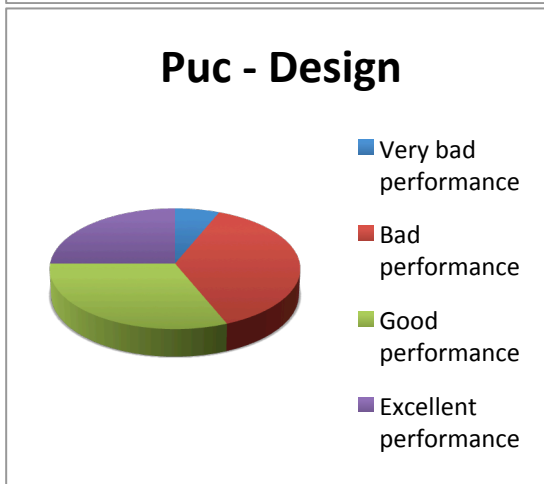 Puc - Design
Very bad
performance
Bad
performance
Good
performance
Excellent
performance